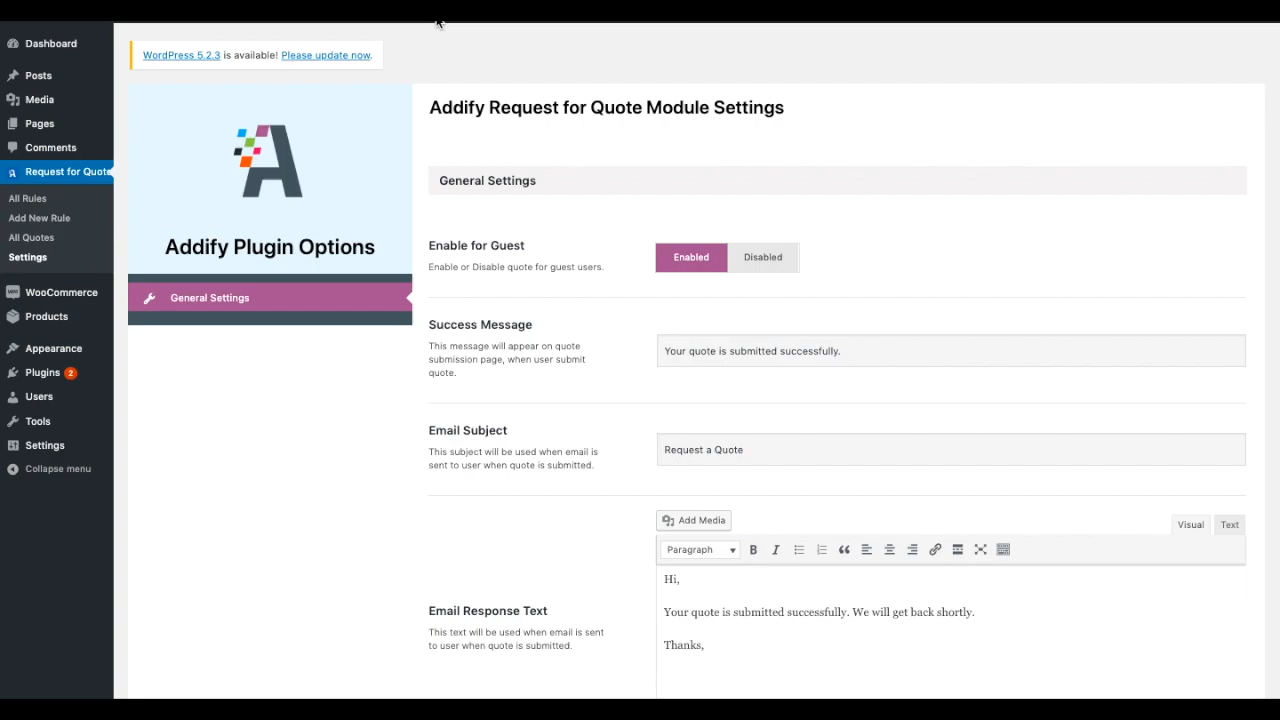 Dashboard
Posts
Media
Pages
Comments
Request for Quote
All Rules
Add New Rule
All Quotes
Settings
WooCommerce
Products
Appearance
Plugins 2
Users
Tools
Settings
Collapse menu
WordPress 5.2.3 is available! Please update now.
Addify Plugin Options
General Settings
Addify Request for Quote Module Settings
General Settings
Enable for Guest
Enable or Disable quote for guest users.
Enabled Disabled
Success Message
This message will appear on quote
submission page, when user submit
quote.
Your quote is submitted successfully.
Email Subject
This subject will be used when email is
sent to user when quote is submitted.
Request a Quote
Add Media
Visual Text
Paragraph B I
Email Response Text
This text will be used when email is sent
to user when quote is submitted.
Hi,
Your quote is submitted successfully. We will get back shortly.
Thanks,